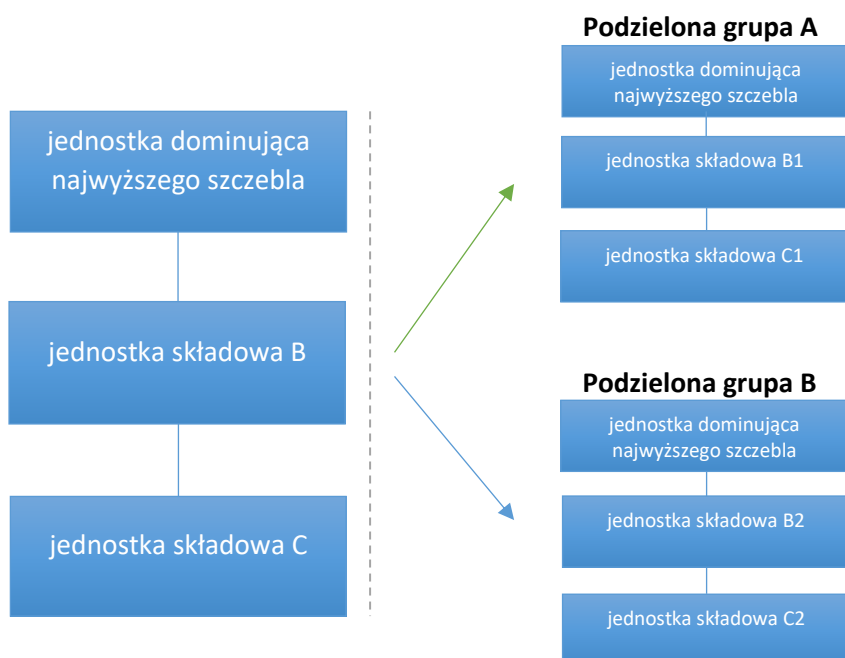 jednostka dominująca
najwyższego szczebla
jednostka składowa B
jednostka składowa C
Podzielona grupa A
jednostka dominująca
najwyższego szczebla
jednostka składowa B1
jednostka składowa C1
Podzielona grupa B
jednostka dominująca
najwyższego szczebla
jednostka składowa B2
jednostka składowa C2